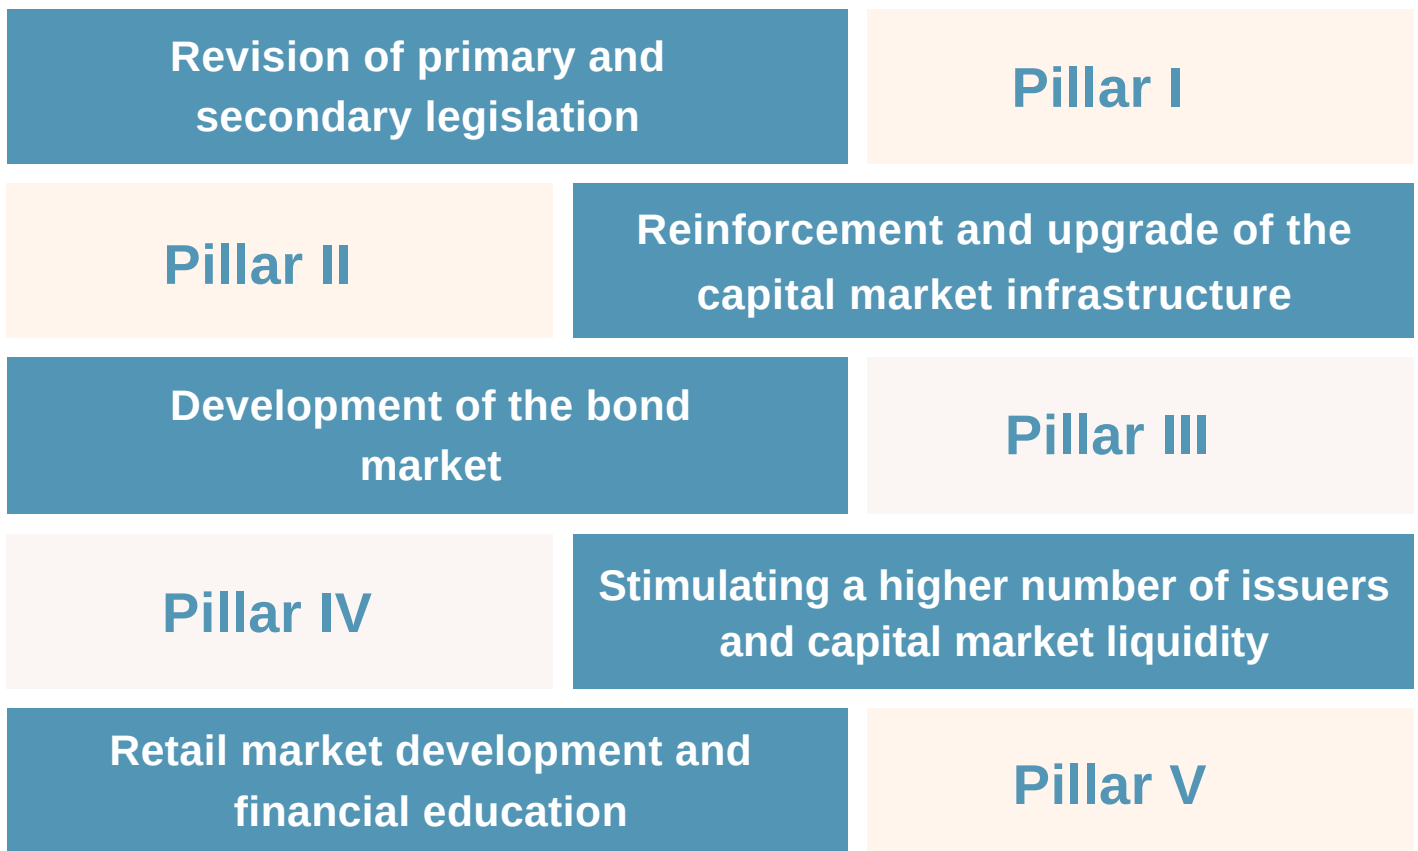 Revision of primary and
secondary legislation
Pillar I
Pillar II
Reinforcement and upgrade of the
capital market infrastructure
Development of the bond
market
Pillar III
Pillar IV
Stimulating a higher number of issuers
and capital market liquidity
Retail market development and
financial education
Pillar V